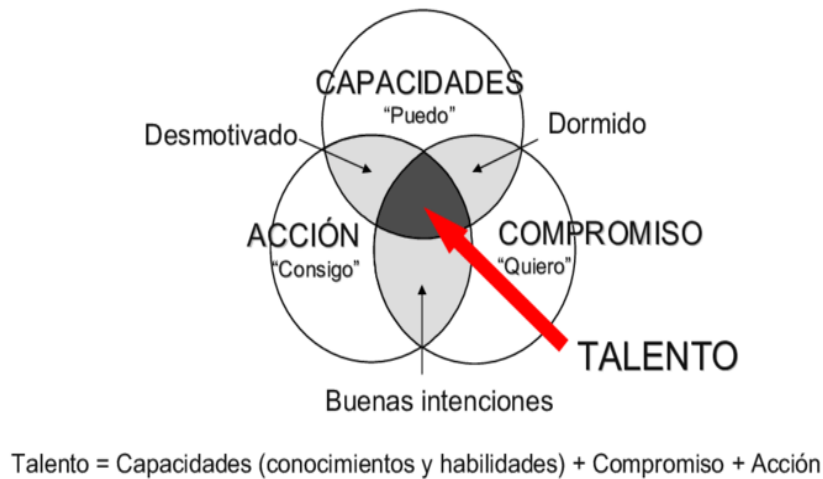 CAPACIDADES
“Puedo”
Desmotivado
Dormido
ACCIÓN
“Consigo”
COMPROMISO
“Quiero”
TALENTO
Buenas intenciones
Talento = Capacidades (conocimientos y habilidades) + Compromiso + Acción